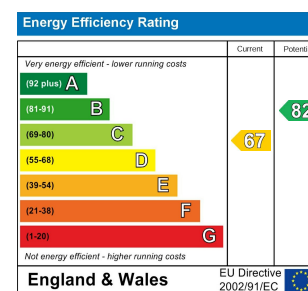 Energy Efficiency Rating
Current Potenti
Very energy efficient - lower running costs
(92 plus) A
(81-91) B
82
(69-80) C
67
(55-68) D
(39-54) E
(21-38) F
(1-20) G
Not energy efficient - higher running costs
England & Wales
EU Directive
2002/91/EC